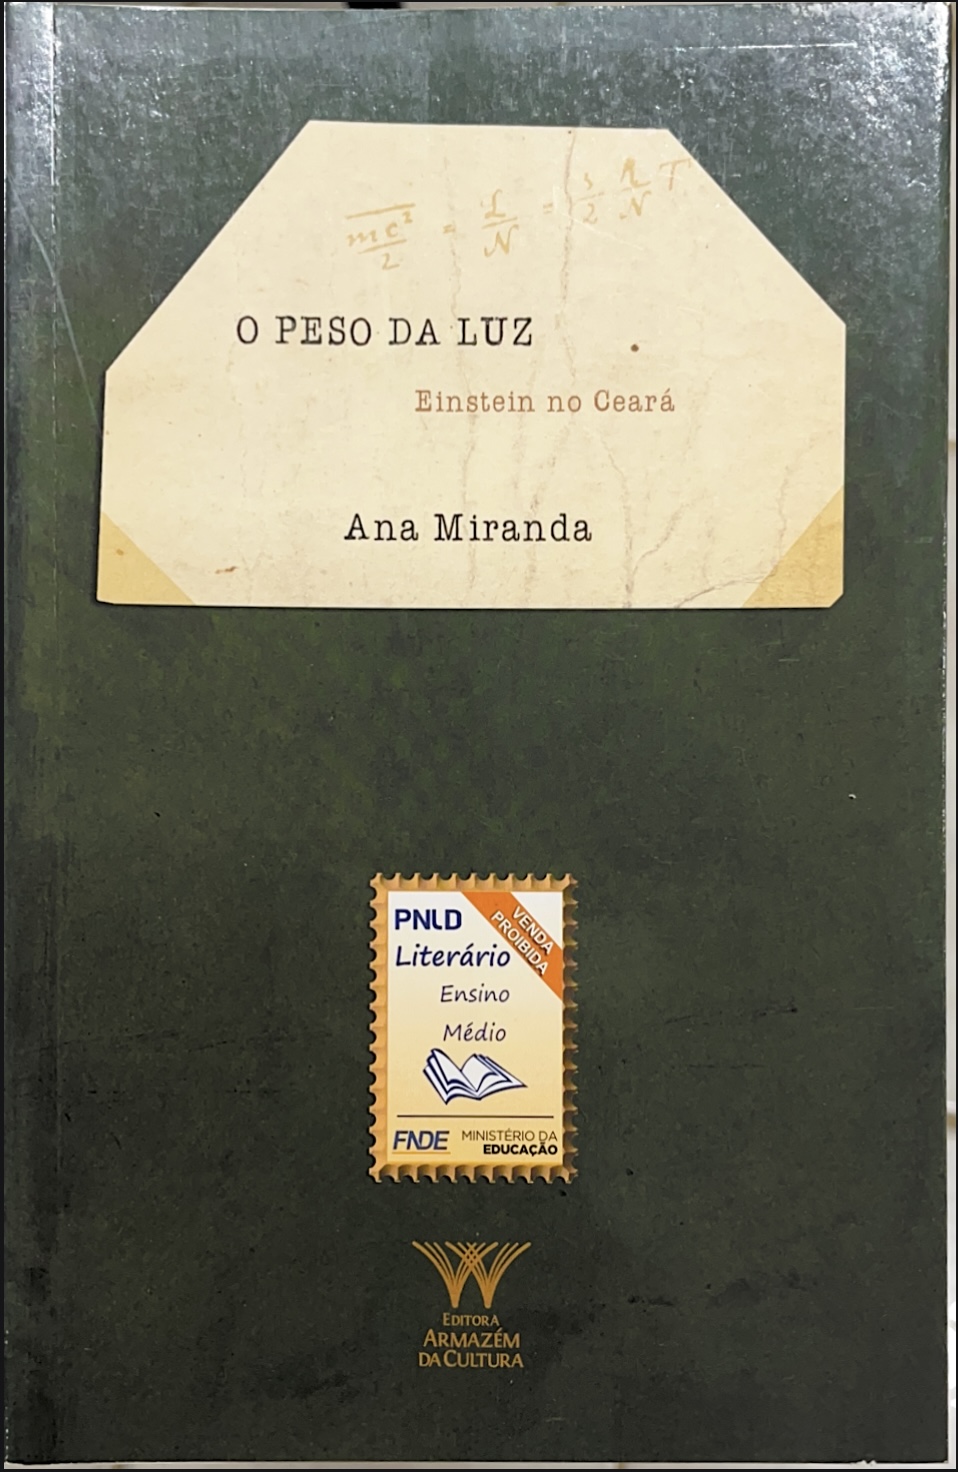 mc²/2 = L/N = 3/2 R/N T
O PESO DA LUZ
Einstein no Ceará
Ana Miranda
PNLD
VENDA
PROIBIDA
Literário
Ensino
Médio
FNDE
MINISTÉRIO DA
EDUCAÇÃO
EDITORA
ARMAZÉM
DA CULTURA